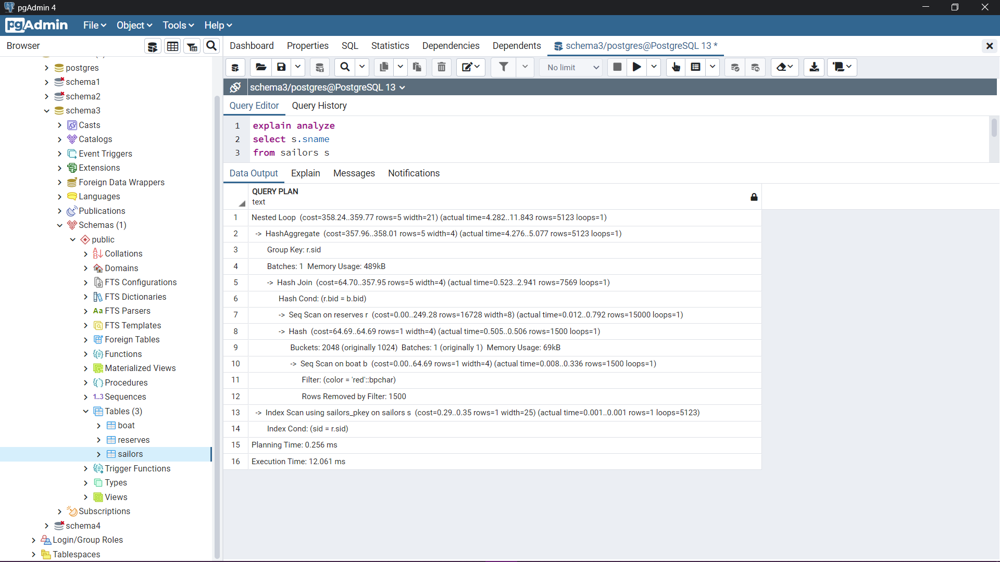 pgAdmin 4
pgAdmin
File
Object
Tools
Help
Browser
Dashboard
Properties
SQL
Statistics
Dependencies
Dependents
schema3/postgres@PostgreSQL 13 *
No limit
schema3/postgres@PostgreSQL 13
Query Editor
Query History
1 explain analyze
2 select s.sname
3 from sailors s
Data Output
Explain
Messages
Notifications
QUERY PLAN
text
1 Nested Loop (cost=358.24..359.77 rows=5 width=21) (actual time=4.282..11.843 rows=5123 loops=1)
2 -> HashAggregate (cost=357.96..358.01 rows=5 width=4) (actual time=4.276..5.077 rows=5123 loops=1)
3 Group Key: r.sid
4 Batches: 1 Memory Usage: 489kB
5 -> Hash Join (cost=64.70..357.95 rows=5 width=4) (actual time=0.523..2.941 rows=7569 loops=1)
6 Hash Cond: (r.bid = b.bid)
7 -> Seq Scan on reserves r (cost=0.00..249.28 rows=16728 width=8) (actual time=0.012..0.792 rows=15000 loops=1)
8 -> Hash (cost=64.69..64.69 rows=1 width=4) (actual time=0.505..0.506 rows=1500 loops=1)
9 Buckets: 2048 (originally 1024) Batches: 1 (originally 1) Memory Usage: 69kB
10 -> Seq Scan on boat b (cost=0.00..64.69 rows=1 width=4) (actual time=0.008..0.336 rows=1500 loops=1)
11 Filter: (color = 'red'::bpchar)
12 Rows Removed by Filter: 1500
13 -> Index Scan using sailors_pkey on sailors s (cost=0.29..0.35 rows=1 width=25) (actual time=0.001..0.001 rows=1 loops=5123)
14 Index Cond: (sid = r.sid)
15 Planning Time: 0.256 ms
16 Execution Time: 12.061 ms
postgres
schema1
schema2
schema3
Casts
Catalogs
Event Triggers
Extensions
Foreign Data Wrappers
Languages
Publications
Schemas (1)
public
Collations
Domains
FTS Configurations
FTS Dictionaries
Aa FTS Parsers
FTS Templates
Foreign Tables
Functions
Materialized Views
Procedures
1..3 Sequences
Tables (3)
boat
reserves
sailors
Trigger Functions
Types
Views
Subscriptions
schema4
Login/Group Roles
Tablespaces